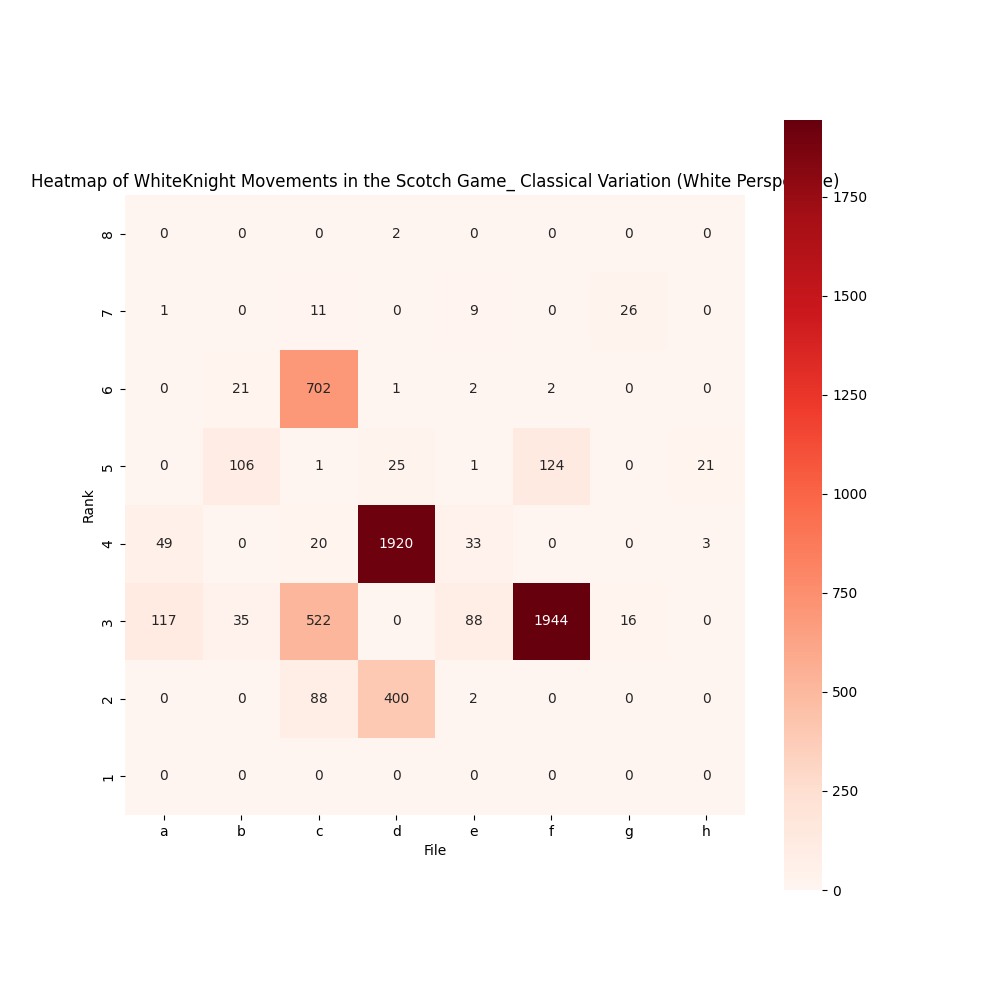 Heatmap of WhiteKnight Movements in the Scotch Game_ Classical Variation (White Persp e)
8 0 0 0 2 0 0 0 0
7 1 0 11 0 9 0 26 0
6 0 21 702 1 2 2 0 0
5 0 106 1 25 1 124 0 21
Rank
4 49 0 20 1920 33 0 0 3
3 117 35 522 0 88 1944 16 0
2 0 0 88 400 2 0 0 0
1 0 0 0 0 0 0 0 0
a b c d e f g h
File
1750
1500
1250
1000
750
500
250
0